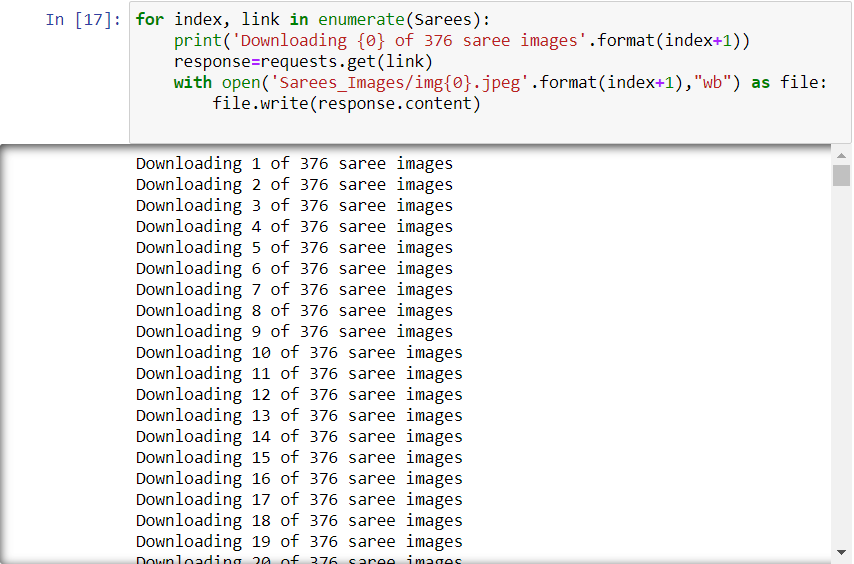 In [17]: for index, link in enumerate(Sarees):
    print('Downloading {0} of 376 saree images'.format(index+1))
    response=requests.get(link)
    with open('Sarees_Images/img{0}.jpeg'.format(index+1),"wb") as file:
        file.write(response.content)
Downloading 1 of 376 saree images
Downloading 2 of 376 saree images
Downloading 3 of 376 saree images
Downloading 4 of 376 saree images
Downloading 5 of 376 saree images
Downloading 6 of 376 saree images
Downloading 7 of 376 saree images
Downloading 8 of 376 saree images
Downloading 9 of 376 saree images
Downloading 10 of 376 saree images
Downloading 11 of 376 saree images
Downloading 12 of 376 saree images
Downloading 13 of 376 saree images
Downloading 14 of 376 saree images
Downloading 15 of 376 saree images
Downloading 16 of 376 saree images
Downloading 17 of 376 saree images
Downloading 18 of 376 saree images
Downloading 19 of 376 saree images
Downloading 20 of 376 saree images